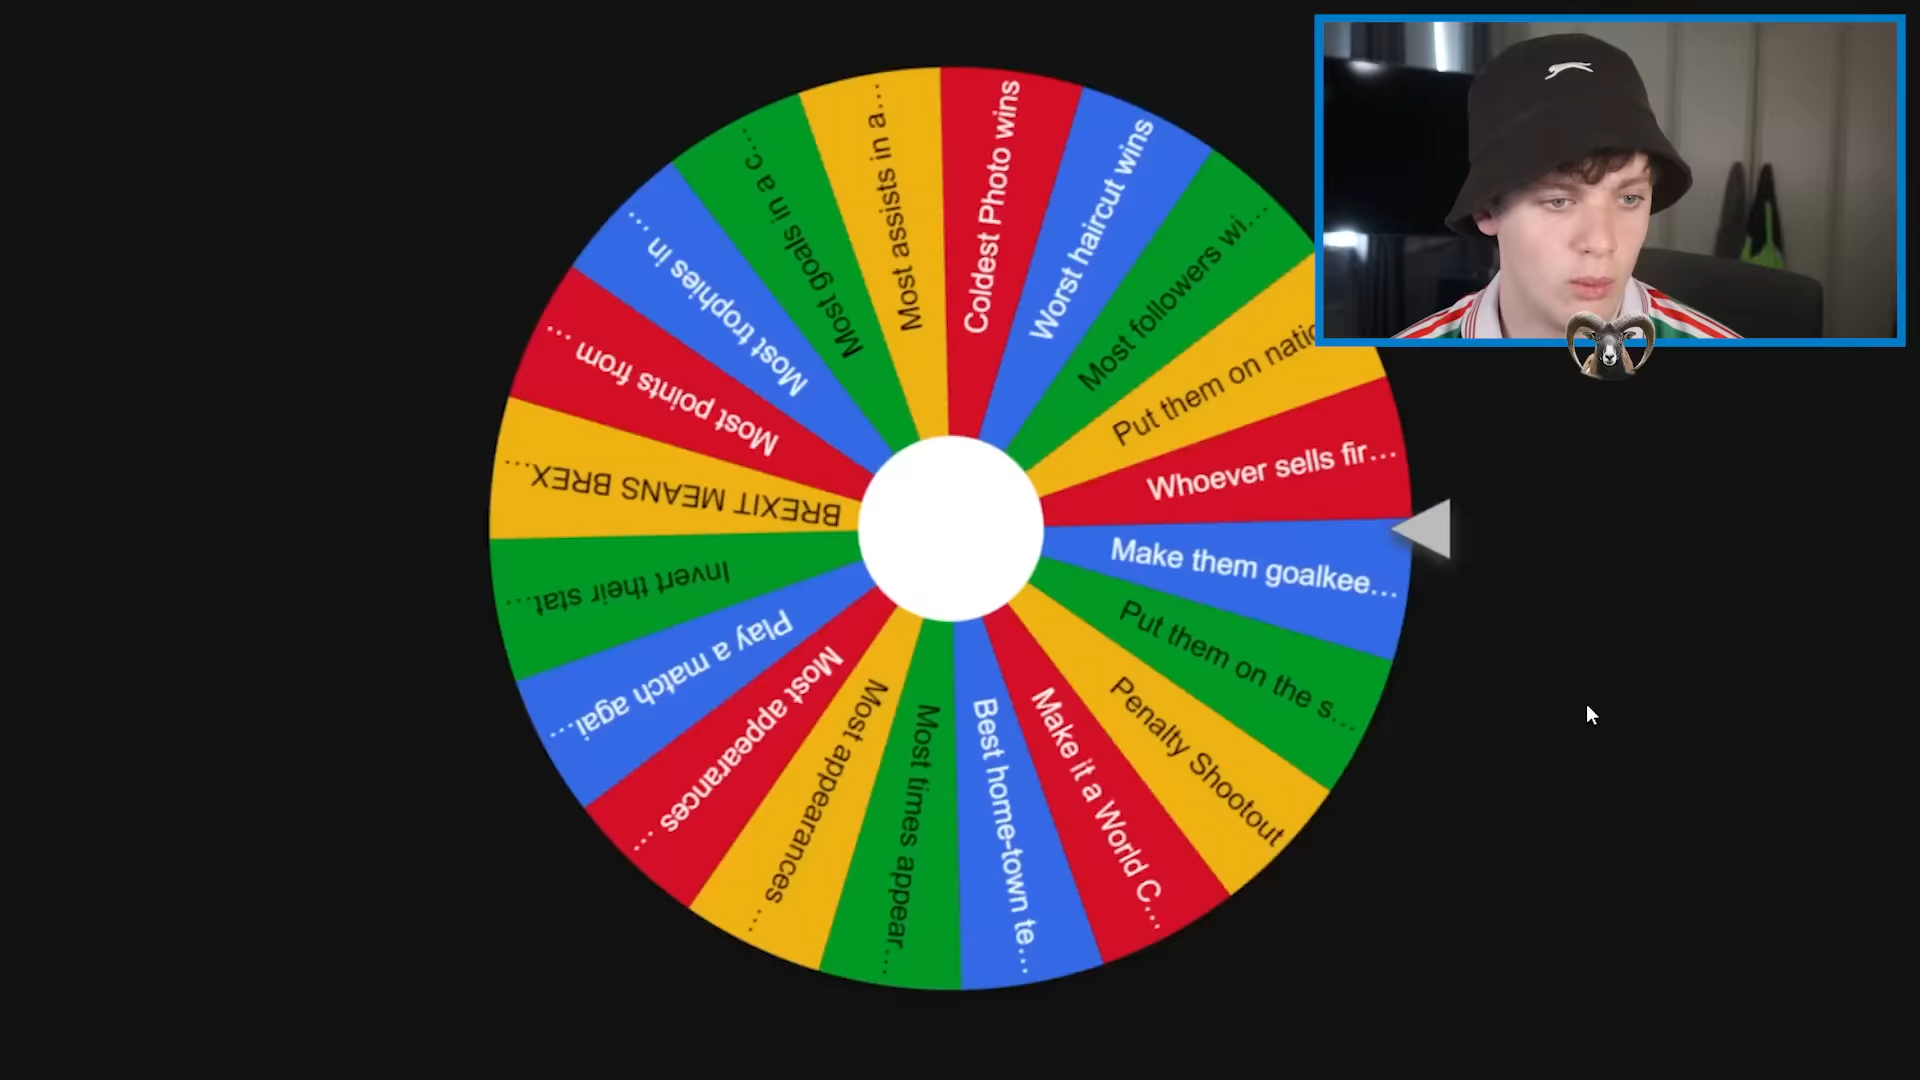 Coldest Photo wins
Worst haircut wins
Most followers wi...
Put them on natio
Whoever sells fir...
Make them goalkee...
Put them on the s...
Penalty Shootout
Make it a World C...
Best home-town te...
Most times appear...
Most appearances ...
Most appearances ...
Play a match agai...
Invert their stat...
BREXIT MEANS BREX...
Most points from ...
Most trophies in ...
Most goals in a c...
Most assists in a...